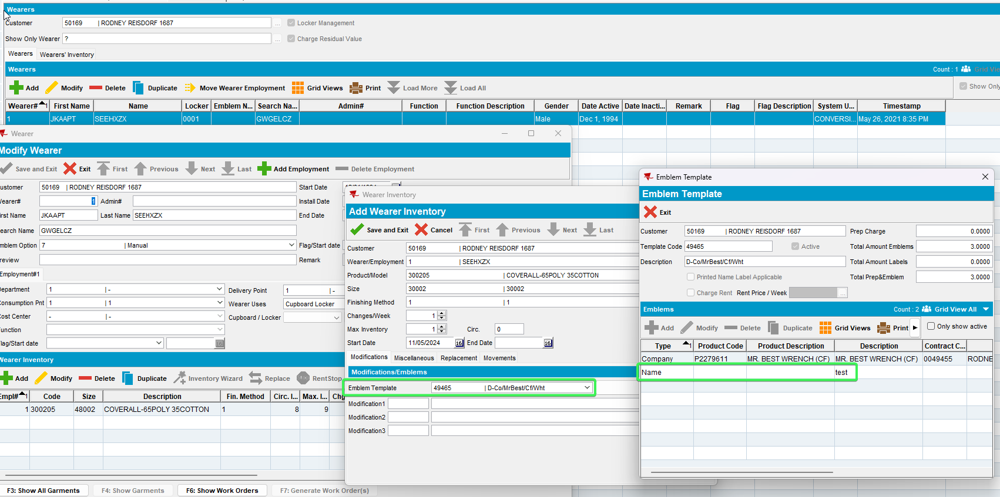 Wearers
Customer 50169 | RODNEY REISDORF 1687 ... Locker Management
Show Only Wearer ? ... Charge Residual Value
Wearers Wearers' Inventory
Wearers Count : 1
Add Modify Delete Duplicate Move Wearer Employment Grid Views Print Load More Load All Show Only
Wearer# 1 First Name Name Locker Emblem N... Search Na... Admin# Function Function Description Gender Date Active Date Inacti... Remark Flag Flag Description System U... Timestamp
1 JKAAPT SEEHXZX 0001 GWGELCZ Male Dec 1, 1994 CONVERSI... May 26, 2021 8:35 PM
Wearer
Modify Wearer
Save and Exit Exit First Previous Next Last Add Employment Delete Employment
ustomer 50169 | RODNEY REISDORF 1687 Start Date
Wearer# 1 Admin# Install Date
irst Name JKAAPT Last Name SEEHXZX End Date
earch Name GWGELCZ
mblem Option 7 | Manual Flag/Start date
review Remark
Employment#1
epartment 1 | - Delivery Point 1 | -
onsumption Pnt 1 | 1 Wearer Uses Cupboard Locker
ost Center - | - Cupboard / Locker
unction
lag/Start date 16
Wearer Inventory
Add Modify Delete Duplicate Inventory Wizard Replace RentStop
Empl# 1 Code Size Description Fin. Method Circ. I... Max. I... Chg
1 300205 48002 COVERALL-65POLY 35COTTON 1 8 9
F3: Show All Garments F4: Show Garments F6: Show Work Orders F7: Generate Work Order(s)
Wearer Inventory
Add Wearer Inventory
Save and Exit Cancel First Previous Next Last
Customer 50169 | RODNEY REISDORF 1687
Wearer/Employment 1 | SEEHXZX
Product/Model 300205 | COVERALL-65POLY 35COTTON
Size 30002 | 30002
Finishing Method 1 | 1
Changes/Week 1
Max Inventory 1 Circ. 0
Start Date 11/05/2024 16 End Date 16
Modifications Miscellaneous Replacement Movements
Modifications/Emblems
Emblem Template 49465 | D-Co/MrBest/Cf/Wht
Modification1
Modification2
Modification3
Emblem Template
Emblem Template
Exit
Customer 50169 | RODNEY REISDORF 1687 Prep Charge 0.0000
Template Code 49465 Active Total Amount Emblems 3.0000
Description D-Co/MrBest/Cf/Wht Total Amount Labels 0.0000
Printed Name Label Applicable Total Prep&Emblem 3.0000
Charge Rent Rent Price / Week ...
Emblems Count : 2 Grid View All
Add Modify Delete Duplicate Grid Views Print Only show active
Type 1 Product Code Product Description Description Contract C...
Company P2279611 MR. BEST WRENCH (CF) MR. BEST WRENCH (CF) 0049455 RODNE
Name test